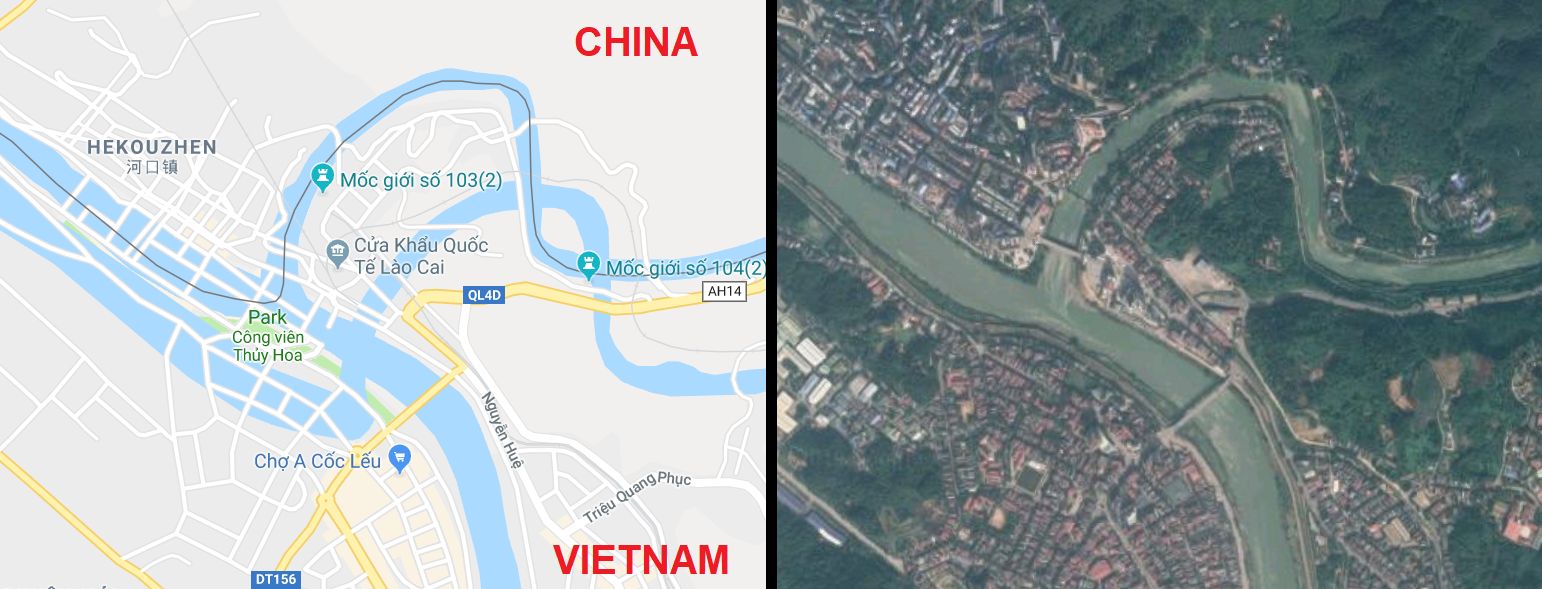 CHINA
HEKOUZHEN
河口镇
Mốc giới số 103(2)
Cửa Khẩu Quốc
Tế Lào Cai
Mốc giới số 104(2)
AH14
QL4D
Park
Công viên
Thủy Hoa
Nguyễn Huệ
Chợ A Cốc Lếu
Triệu Quang Phục
VIETNAM
DT156